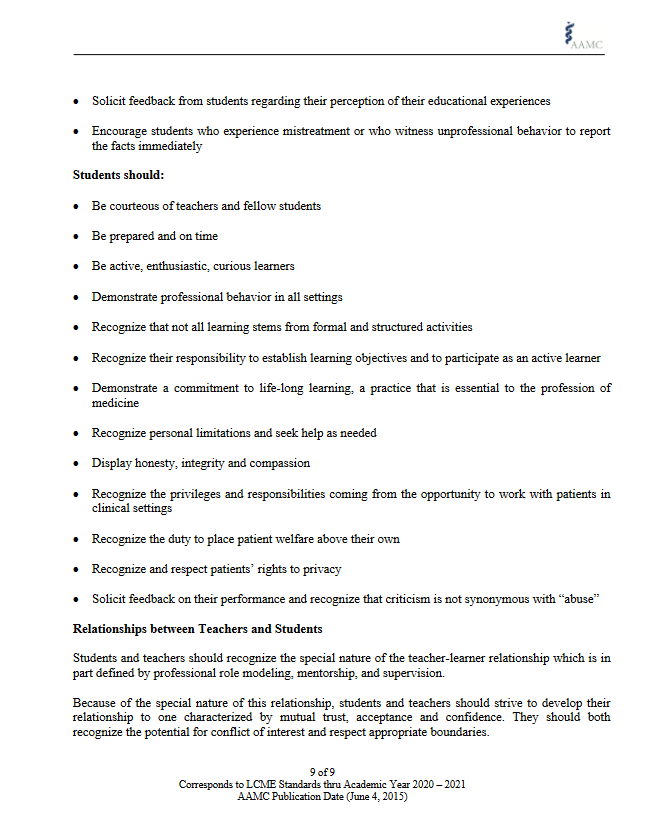 AAMC
• Solicit feedback from students regarding their perception of their educational experiences
• Encourage students who experience mistreatment or who witness unprofessional behavior to report
the facts immediately
Students should:
• Be courteous of teachers and fellow students
• Be prepared and on time
• Be active, enthusiastic, curious learners
• Demonstrate professional behavior in all settings
• Recognize that not all learning stems from formal and structured activities
• Recognize their responsibility to establish learning objectives and to participate as an active learner
• Demonstrate a commitment to life-long learning, a practice that is essential to the profession of
medicine
• Recognize personal limitations and seek help as needed
• Display honesty, integrity and compassion
• Recognize the privileges and responsibilities coming from the opportunity to work with patients in
clinical settings
• Recognize the duty to place patient welfare above their own
• Recognize and respect patients’ rights to privacy
• Solicit feedback on their performance and recognize that criticism is not synonymous with “abuse”
Relationships between Teachers and Students
Students and teachers should recognize the special nature of the teacher-learner relationship which is in
part defined by professional role modeling, mentorship, and supervision.
Because of the special nature of this relationship, students and teachers should strive to develop their
relationship to one characterized by mutual trust, acceptance and confidence. They should both
recognize the potential for conflict of interest and respect appropriate boundaries.
9 of 9
Corresponds to LCME Standards thru Academic Year 2020 – 2021
AAMC Publication Date (June 4, 2015)